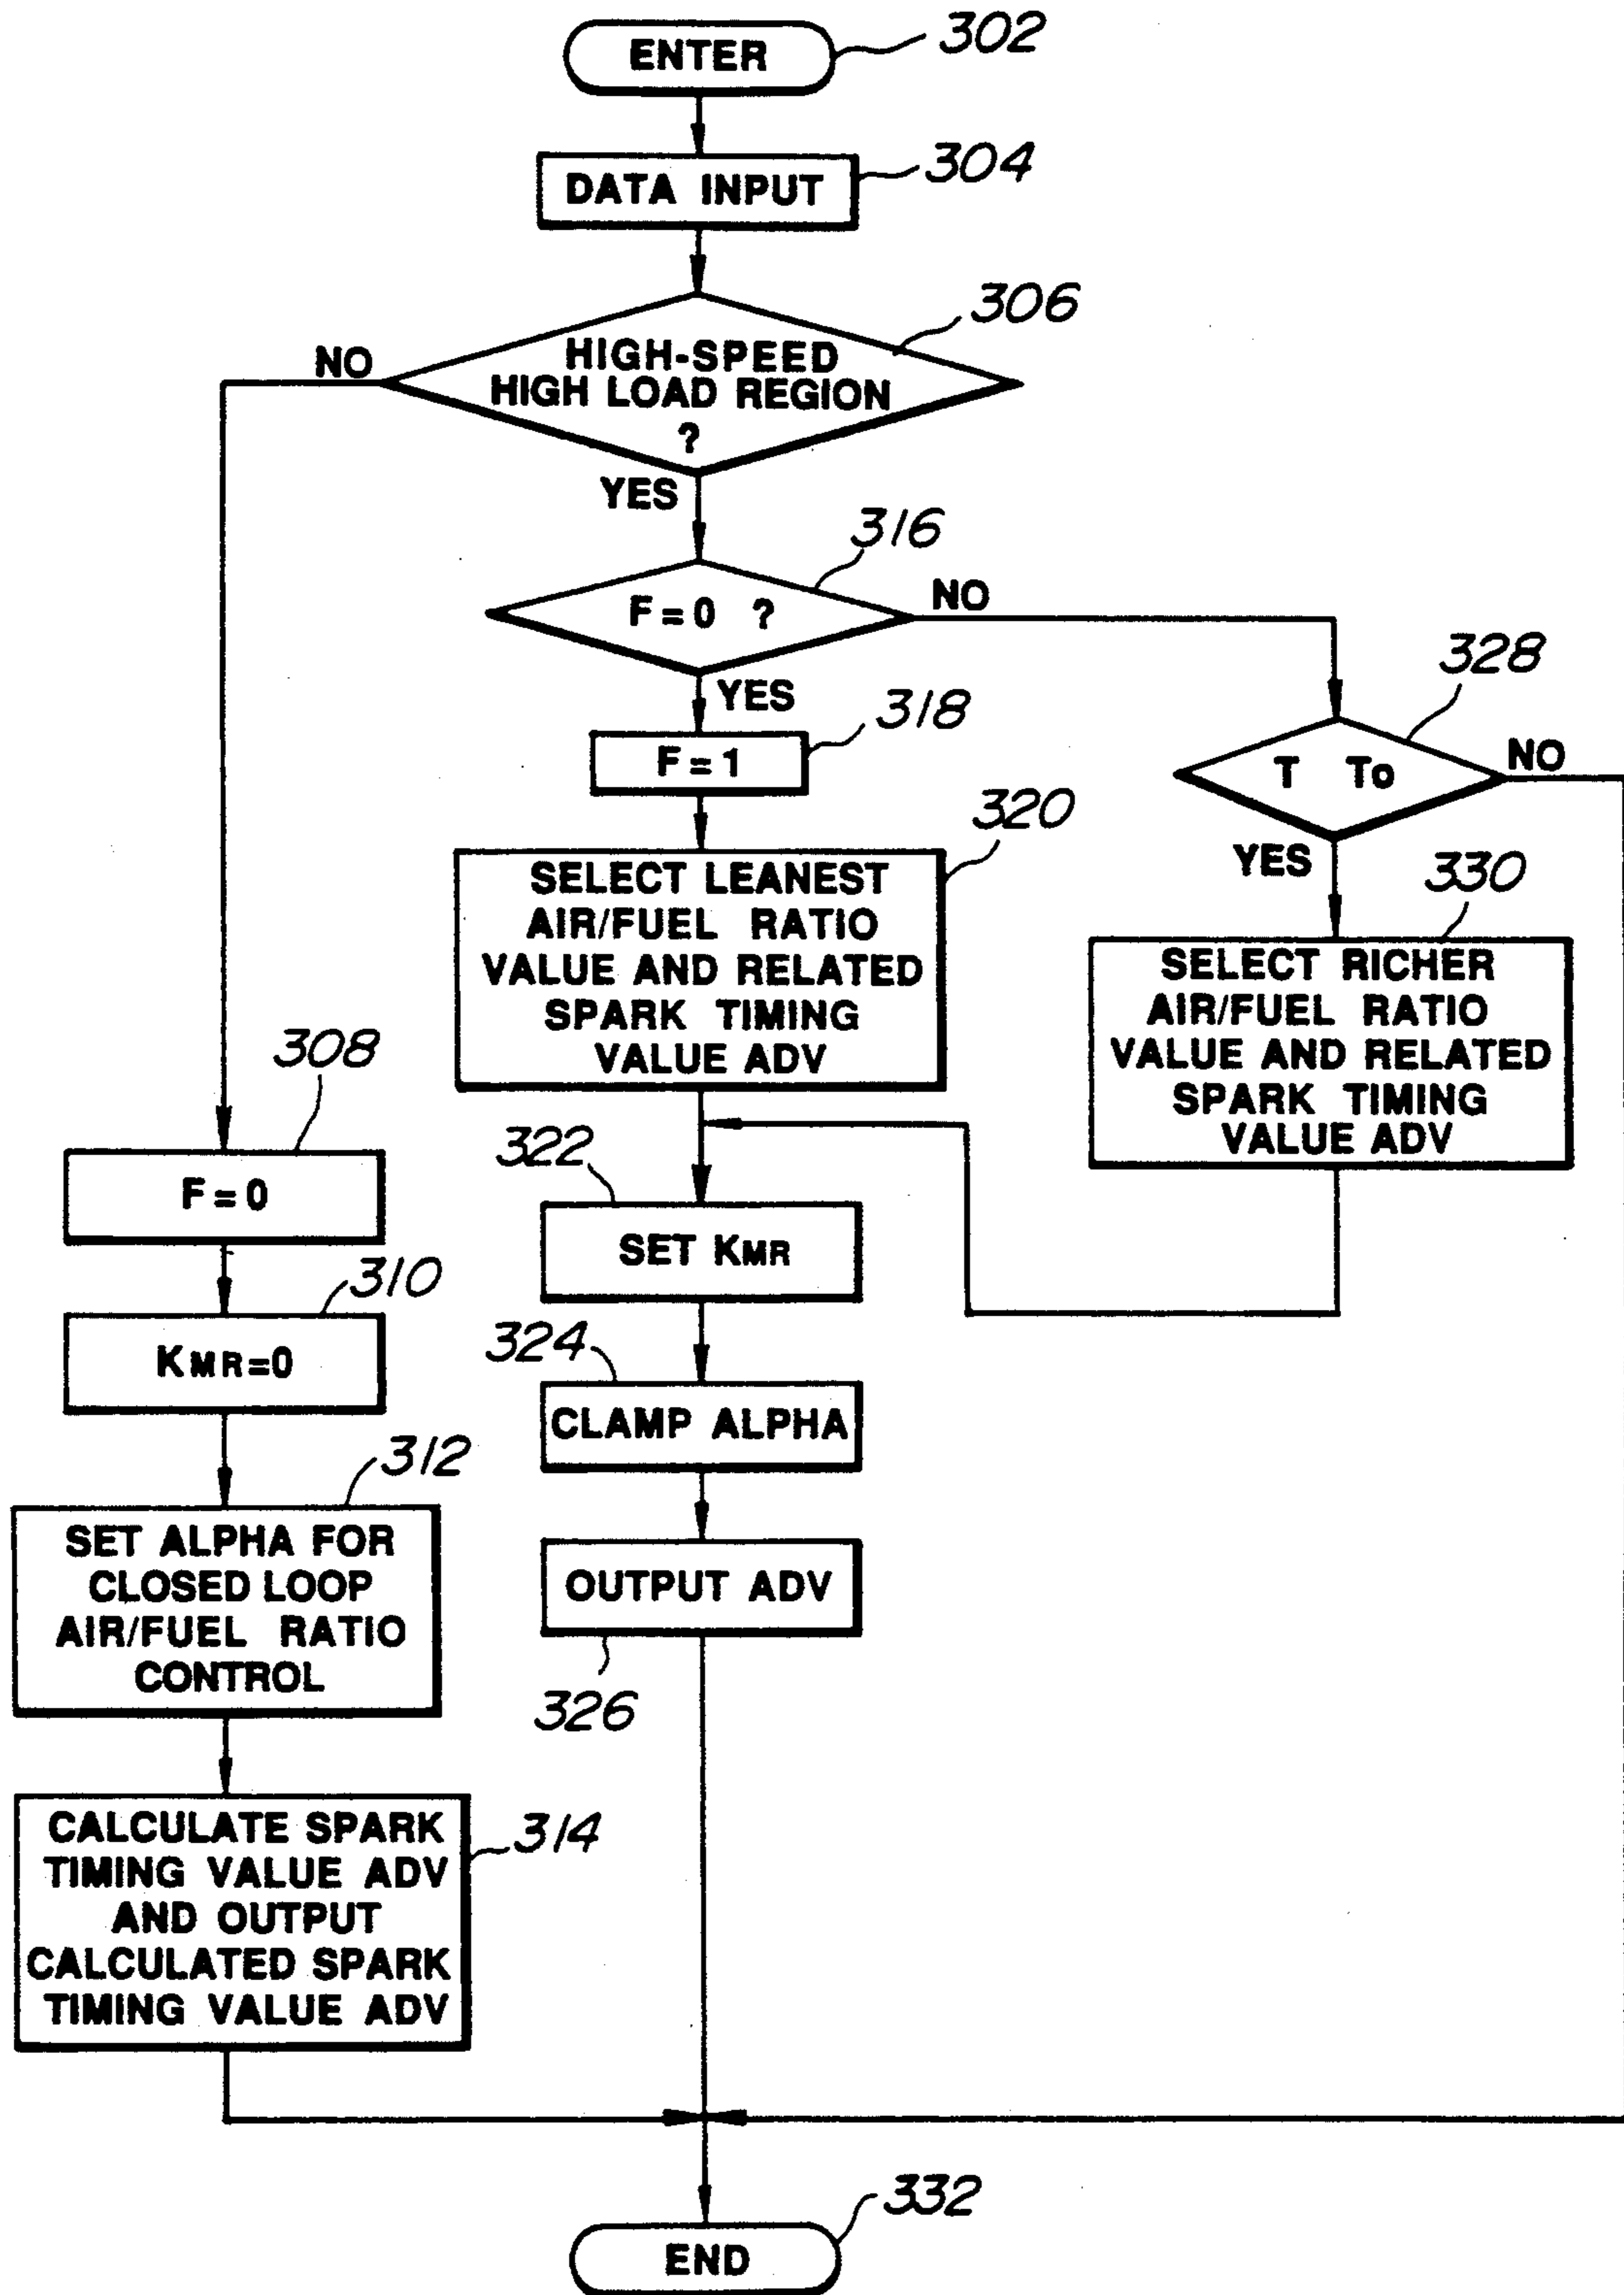 ENTER
302
DATA INPUT
304
HIGH-SPEED
HIGH LOAD REGION
?
306
NO
YES
F=0 ?
316
NO
YES
F=1
318
T To
328
NO
YES
SELECT LEANEST
AIR/FUEL RATIO
VALUE AND RELATED
SPARK TIMING
VALUE ADV
320
SELECT RICHER
AIR/FUEL RATIO
VALUE AND RELATED
SPARK TIMING
VALUE ADV
330
F=0
308
KMR=0
310
SET ALPHA FOR
CLOSED LOOP
AIR/FUEL RATIO
CONTROL
312
CALCULATE SPARK
TIMING VALUE ADV
AND OUTPUT
CALCULATED SPARK
TIMING VALUE ADV
314
SET KMR
322
CLAMP ALPHA
324
OUTPUT ADV
326
END
332